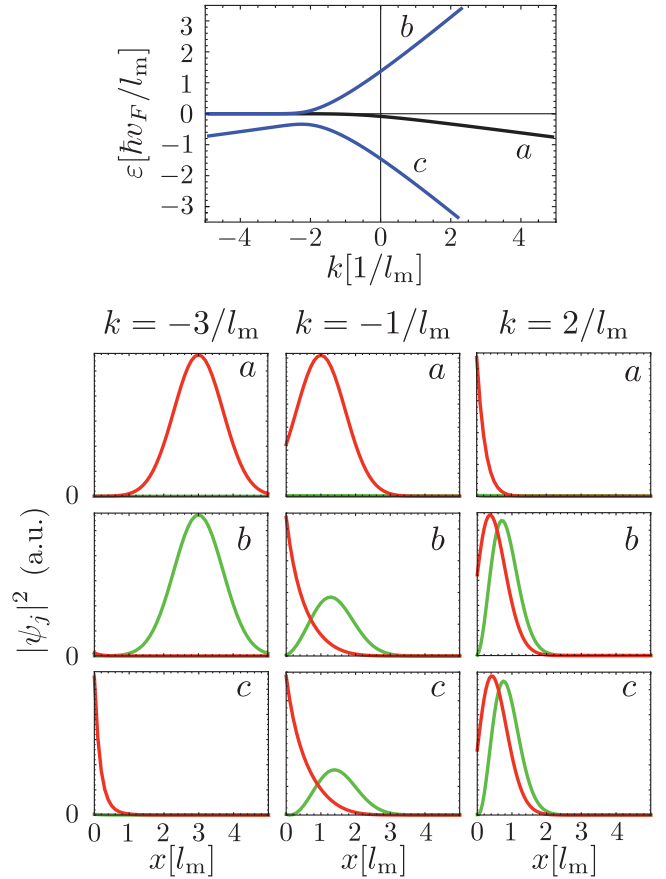 3
2
1
0
−1
−2
−3
ε[ħv_F/l_m]
b
a
c
−4 −2 0 2 4
k[1/l_m]
k = −3/l_m k = −1/l_m k = 2/l_m
a a a
0
b b b
0
|ψ_j|² (a.u.)
c c c
0
0 1 2 3 4 0 1 2 3 4 0 1 2 3 4
x[l_m] x[l_m] x[l_m]